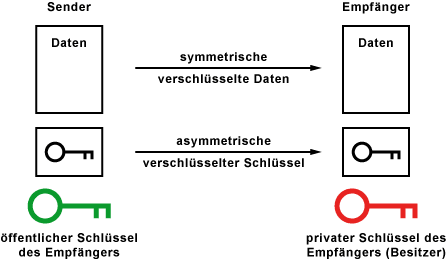 Sender
Empfänger
Daten
Daten
symmetrische
verschlüsselte Daten
asymmetrische
verschlüsselter Schlüssel
öffentlicher Schlüssel
des Empfängers
privater Schlüssel des
Empfängers (Besitzer)